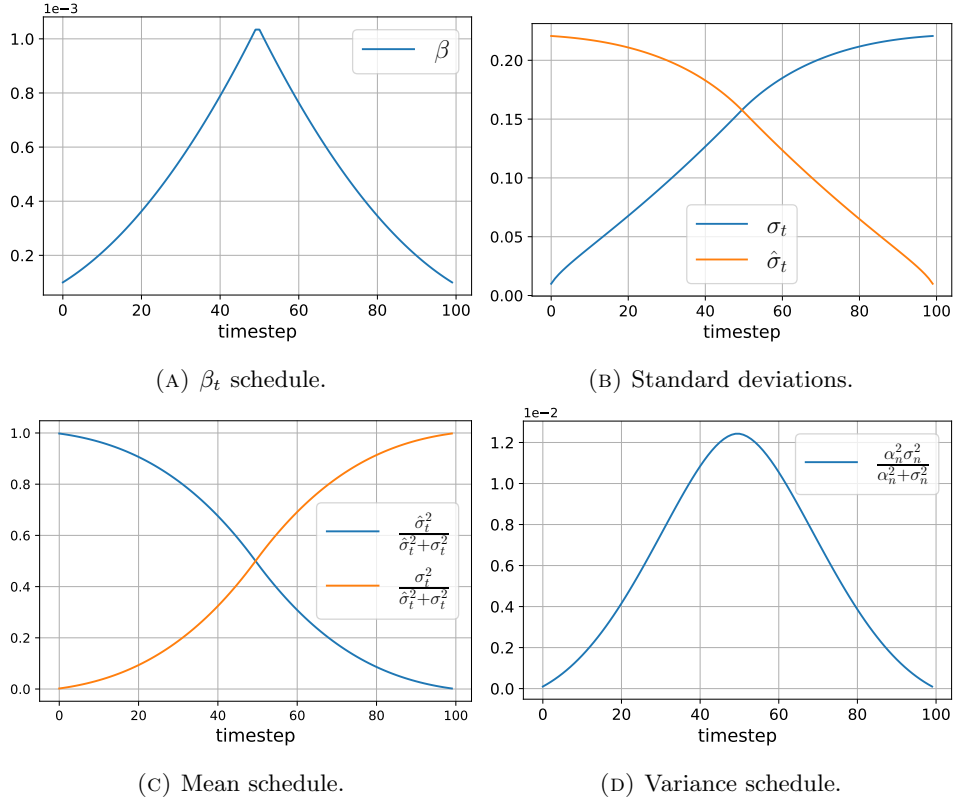 1e−3
1.0
0.8
0.6
0.4
0.2
β
0 20 40 60 80 100
timestep
(A) β_t schedule.
0.20
0.15
0.10
0.05
0.00
σ_t
σ̂_t
0 20 40 60 80 100
timestep
(B) Standard deviations.
1.0
0.8
0.6
0.4
0.2
0.0
σ̂_t^2 / (σ̂_t^2+σ_t^2)
σ_t^2 / (σ̂_t^2+σ_t^2)
0 20 40 60 80 100
timestep
(C) Mean schedule.
1e−2
1.2
1.0
0.8
0.6
0.4
0.2
0.0
α_n^2 σ_n^2 / (α_n^2+σ_n^2)
0 20 40 60 80 100
timestep
(D) Variance schedule.